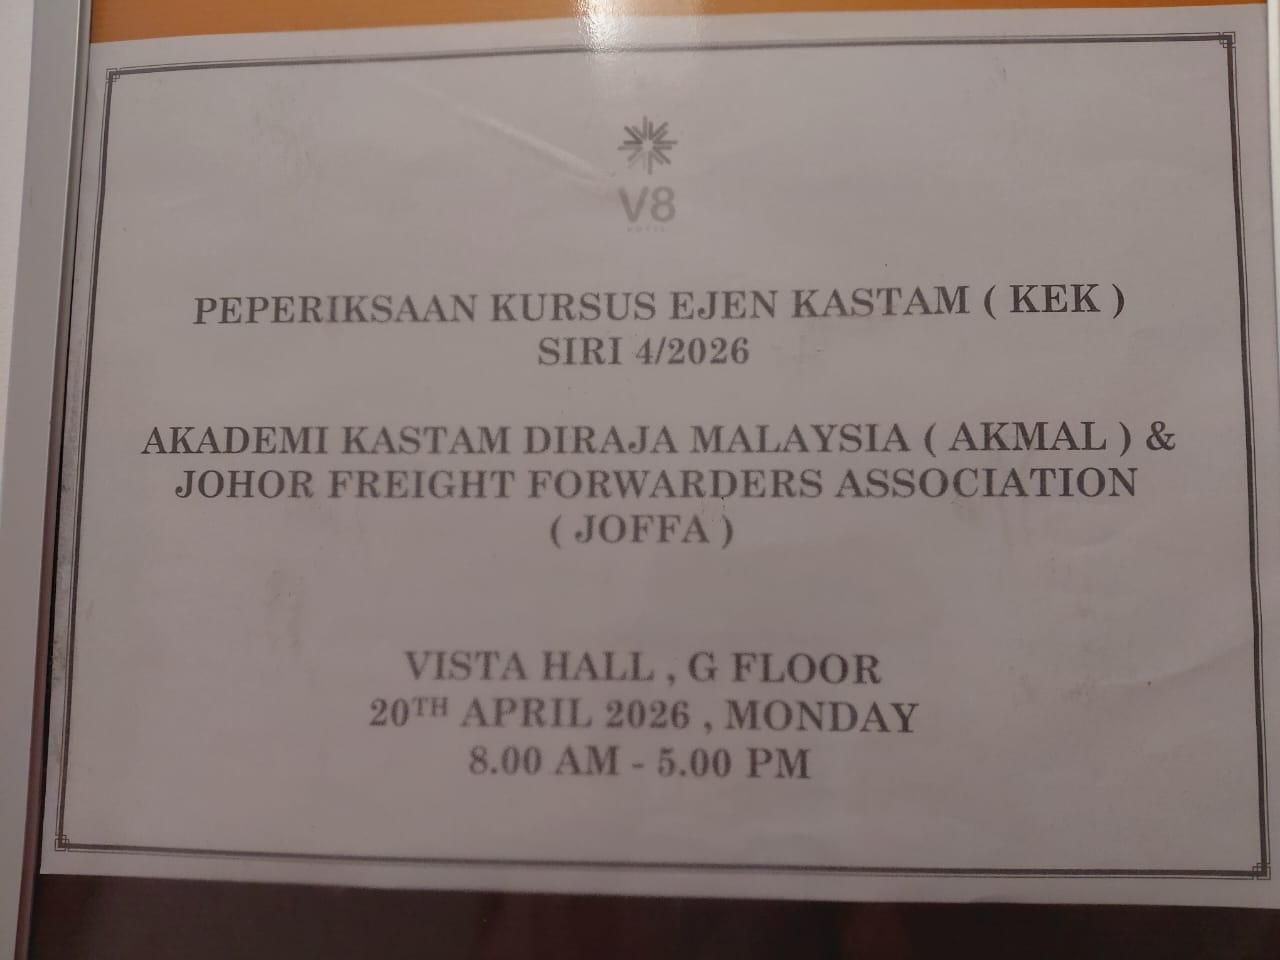 V8
HOTEL
PEPERIKSAAN KURSUS EJEN KASTAM ( KEK )
SIRI 4/2026
AKADEMI KASTAM DIRAJA MALAYSIA ( AKMAL ) &
JOHOR FREIGHT FORWARDERS ASSOCIATION
( JOFFA )
VISTA HALL , G FLOOR
20TH APRIL 2026 , MONDAY
8.00 AM - 5.00 PM